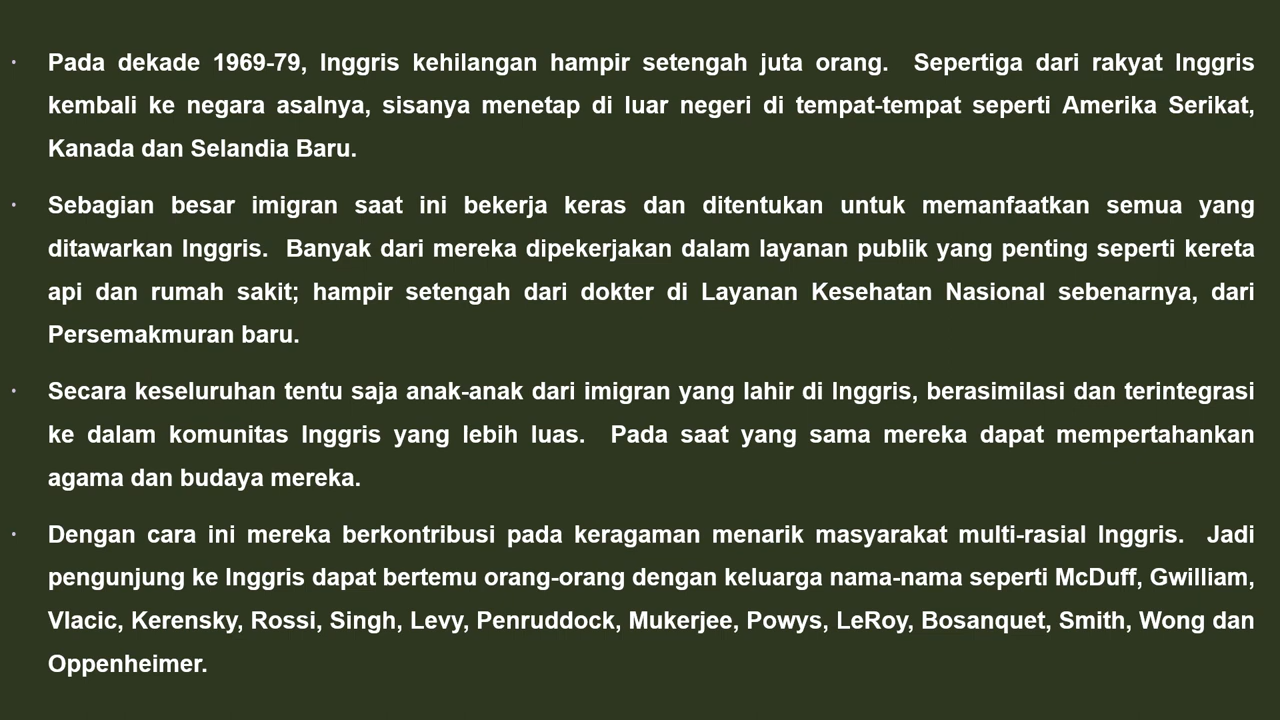 • Pada dekade 1969-79, Inggris kehilangan hampir setengah juta orang.  Sepertiga dari rakyat Inggris
kembali ke negara asalnya, sisanya menetap di luar negeri di tempat-tempat seperti Amerika Serikat,
Kanada dan Selandia Baru.
• Sebagian besar imigran saat ini bekerja keras dan ditentukan untuk memanfaatkan semua yang
ditawarkan Inggris.  Banyak dari mereka dipekerjakan dalam layanan publik yang penting seperti kereta
api dan rumah sakit; hampir setengah dari dokter di Layanan Kesehatan Nasional sebenarnya, dari
Persemakmuran baru.
• Secara keseluruhan tentu saja anak-anak dari imigran yang lahir di Inggris, berasimilasi dan terintegrasi
ke dalam komunitas Inggris yang lebih luas.  Pada saat yang sama mereka dapat mempertahankan
agama dan budaya mereka.
• Dengan cara ini mereka berkontribusi pada keragaman menarik masyarakat multi-rasial Inggris.  Jadi
pengunjung ke Inggris dapat bertemu orang-orang dengan keluarga nama-nama seperti McDuff, Gwilliam,
Vlacic, Kerensky, Rossi, Singh, Levy, Penruddock, Mukerjee, Powys, LeRoy, Bosanquet, Smith, Wong dan
Oppenheimer.